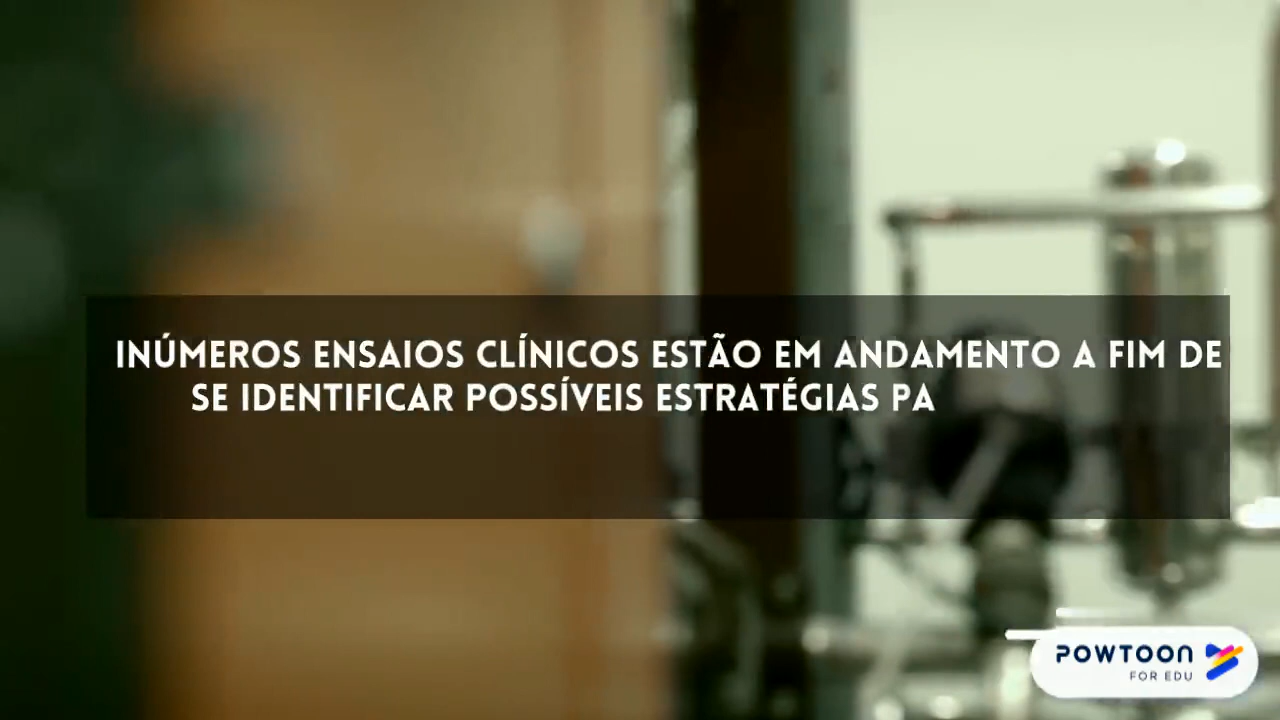 INÚMEROS ENSAIOS CLÍNICOS ESTÃO EM ANDAMENTO A FIM DE
SE IDENTIFICAR POSSÍVEIS ESTRATÉGIAS PA
POWTOON
FOR EDU